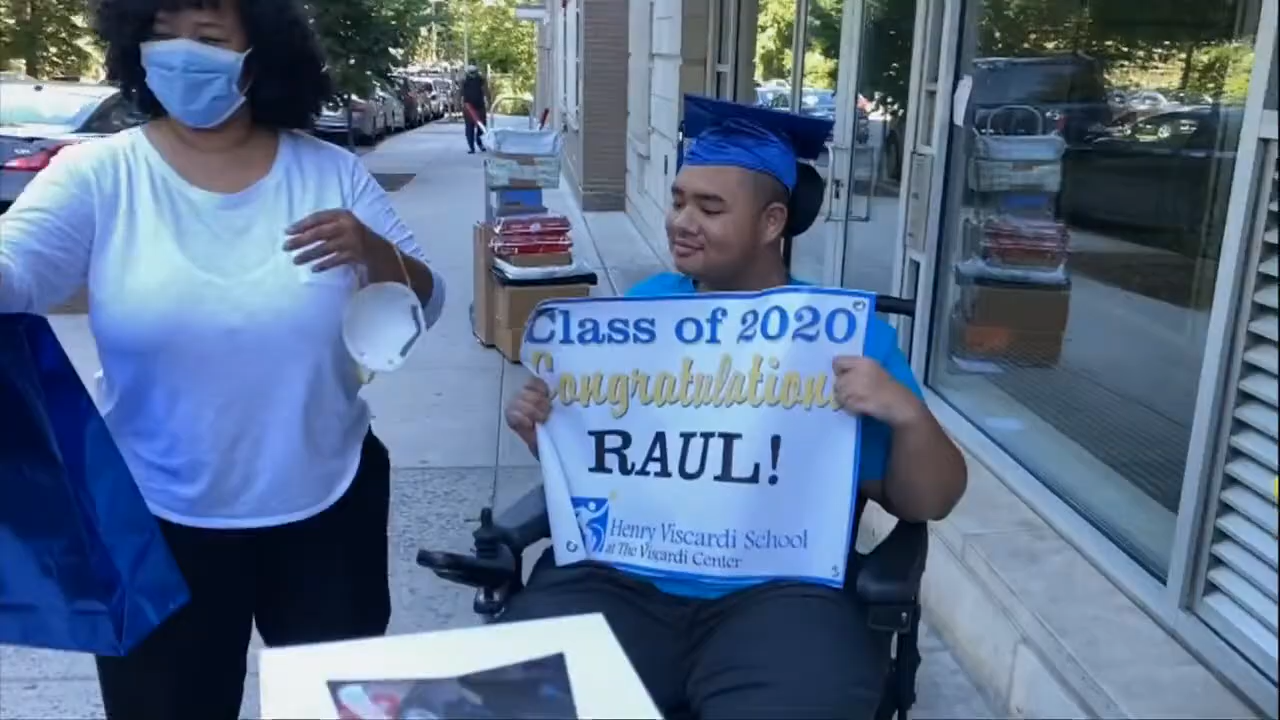 Class of 2020
Congratulations
RAUL!
Henry Viscardi School
at The Viscardi Center